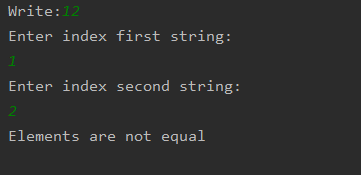 Write:12
Enter index first string:
1
Enter index second string:
2
Elements are not equal